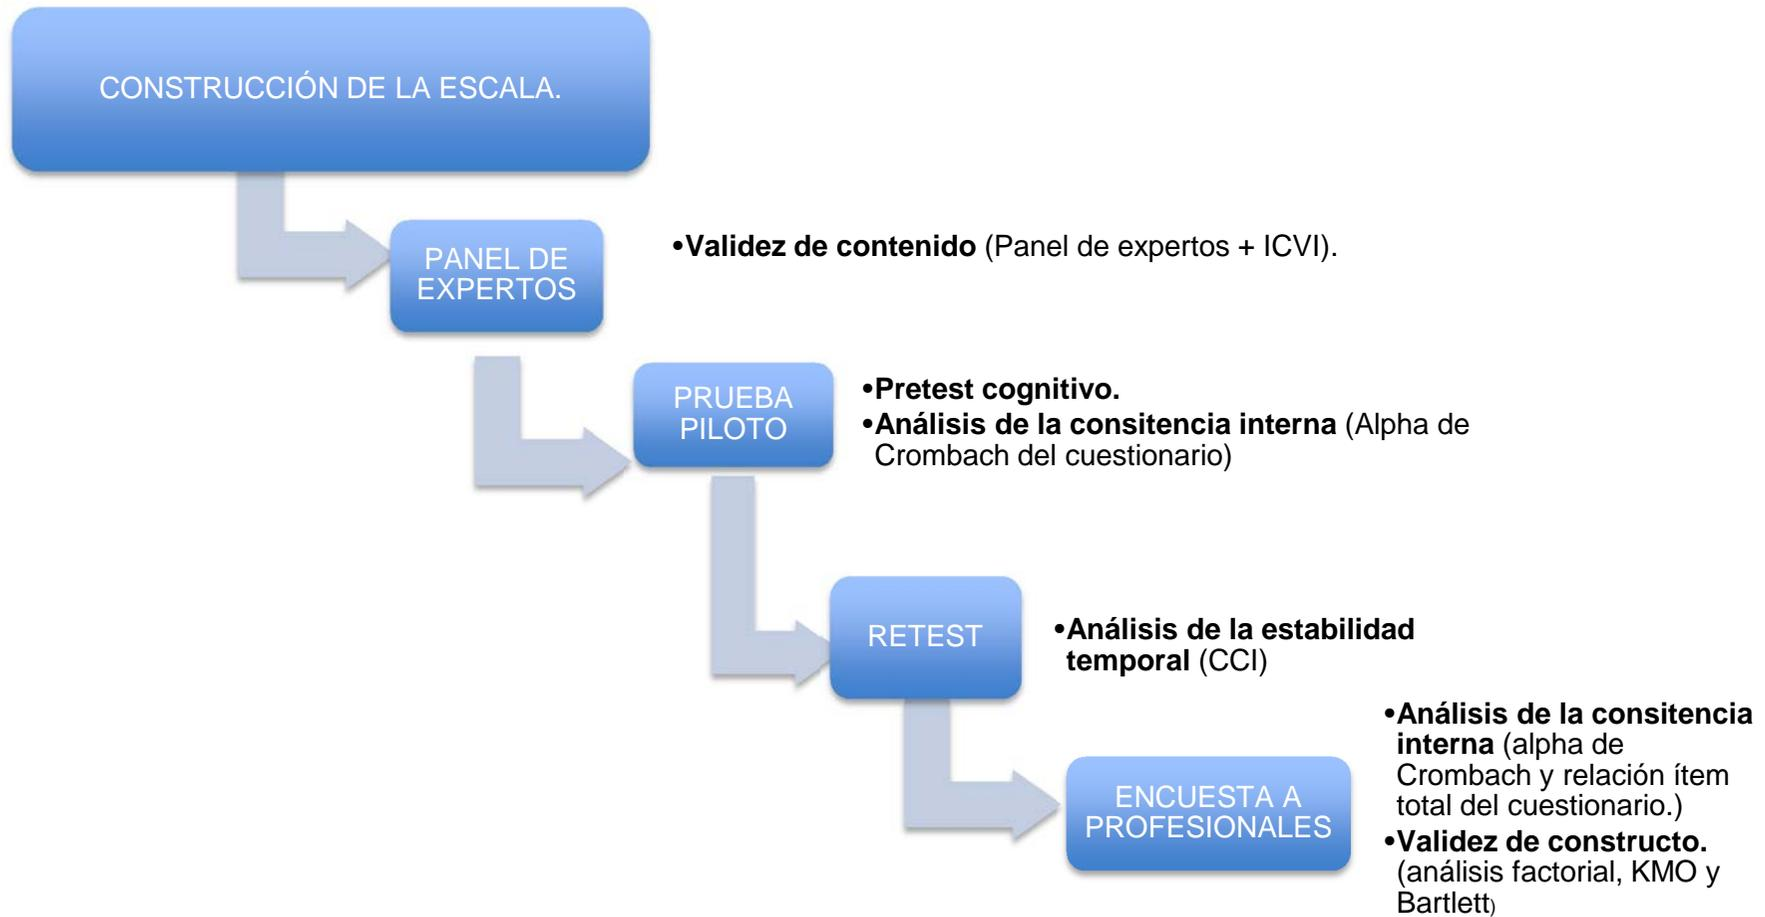 CONSTRUCCIÓN DE LA ESCALA.
PANEL DE
EXPERTOS
•Validez de contenido (Panel de expertos + ICVI).
PRUEBA
PILOTO
•Pretest cognitivo.
•Análisis de la consitencia interna (Alpha de
Crombach del cuestionario)
RETEST
•Análisis de la estabilidad
temporal (CCI)
ENCUESTA A
PROFESIONALES
•Análisis de la consitencia
interna (alpha de
Crombach y relación ítem
total del cuestionario.)
•Validez de constructo.
(análisis factorial, KMO y
Bartlett)